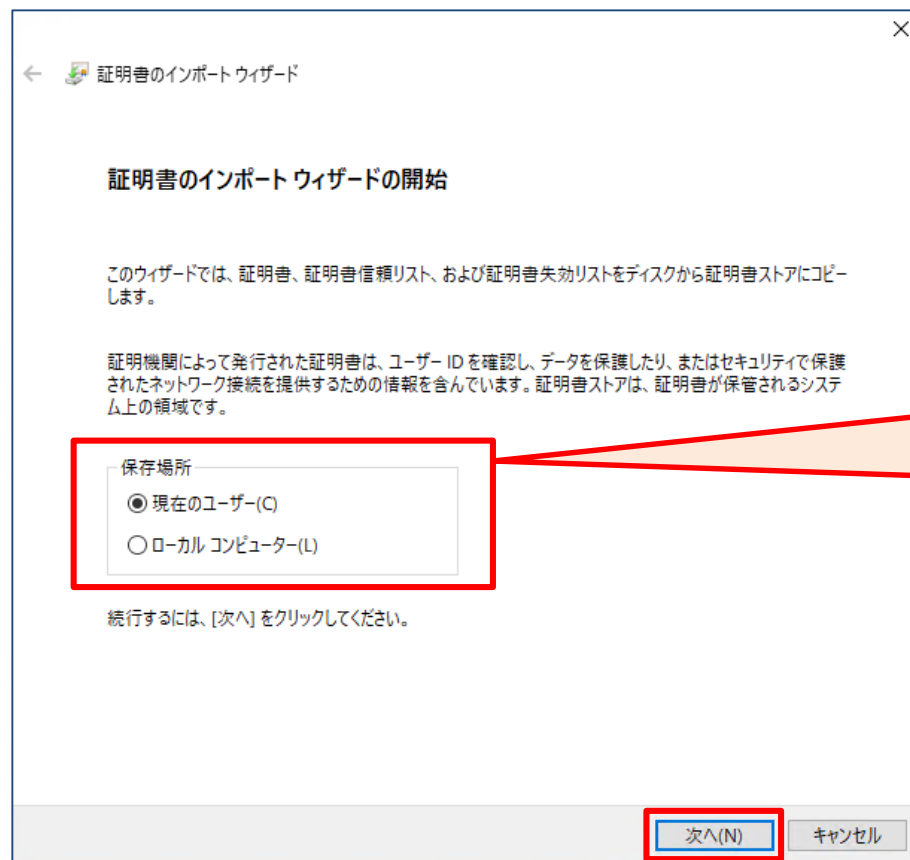 証明書のインポート ウィザード
証明書のインポート ウィザードの開始
このウィザードでは、証明書、証明書信頼リスト、および証明書失効リストをディスクから証明書ストアにコピー
します。
証明機関によって発行された証明書は、ユーザー ID を確認し、データを保護したり、またはセキュリティで保護
されたネットワーク接続を提供するための情報を含んでいます。証明書ストアは、証明書が保管されるシステ
ム上の領域です。
保存場所
現在のユーザー(C)
ローカル コンピューター(L)
続行するには、[次へ] をクリックしてください。
次へ(N) キャンセル